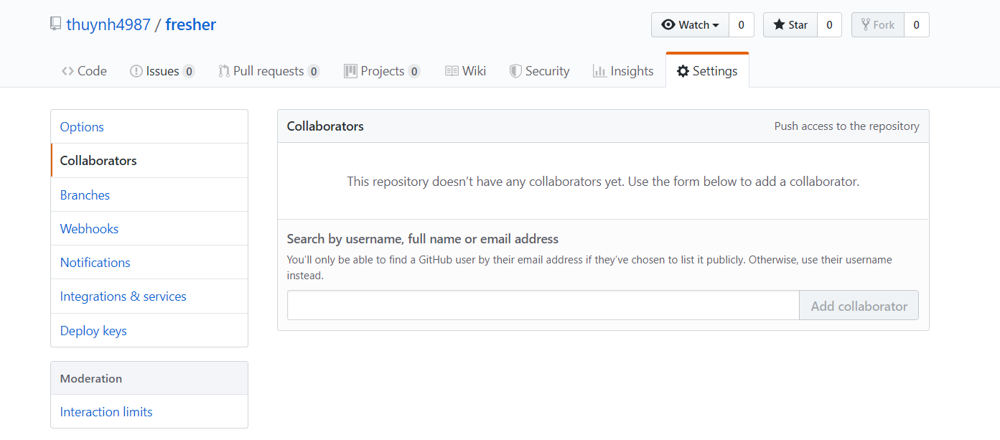 thuynh4987 / fresher
Watch 0 Star 0 Fork 0
Code Issues 0 Pull requests 0 Projects 0 Wiki Security Insights Settings
Options
Collaborators
Branches
Webhooks
Notifications
Integrations & services
Deploy keys
Moderation
Interaction limits
Collaborators Push access to the repository
This repository doesn’t have any collaborators yet. Use the form below to add a collaborator.
Search by username, full name or email address
You’ll only be able to find a GitHub user by their email address if they’ve chosen to list it publicly. Otherwise, use their username
instead.
Add collaborator